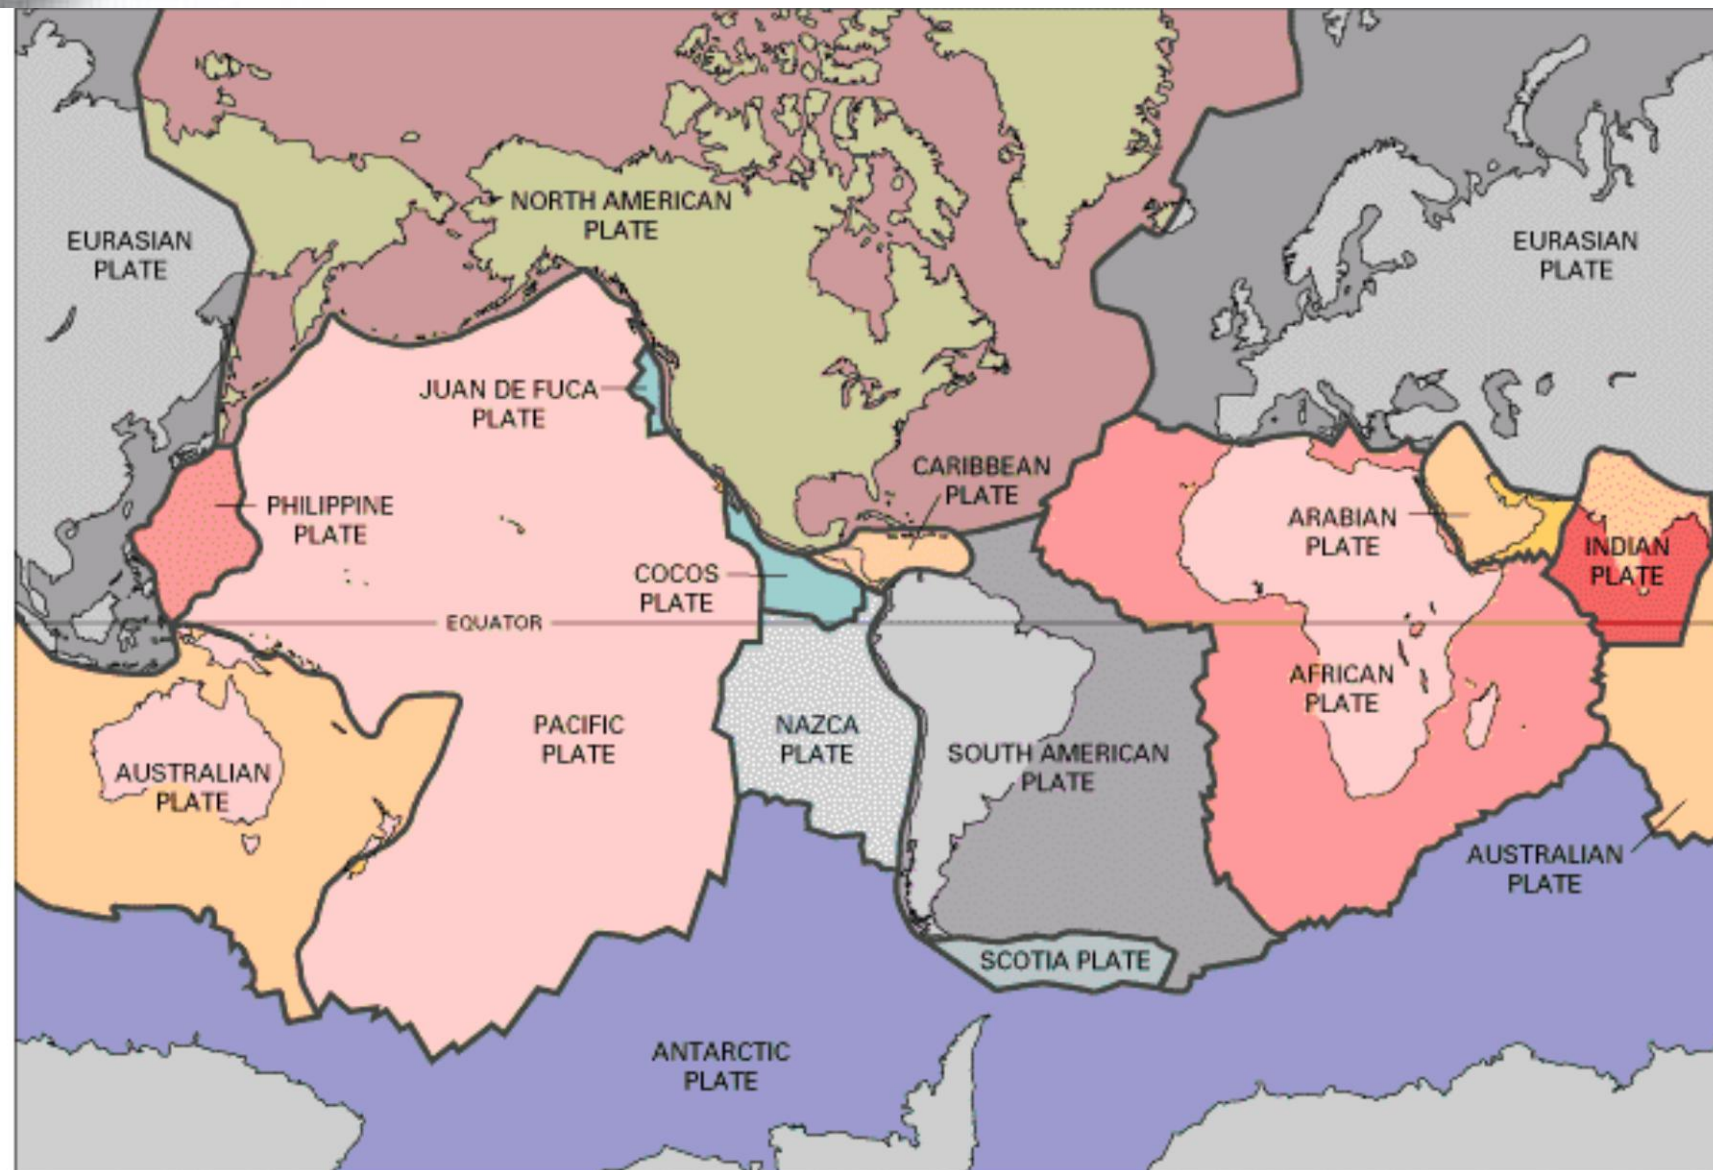 NORTH AMERICAN
PLATE
EURASIAN
PLATE
EURASIAN
PLATE
JUAN DE FUCA
PLATE
CARIBBEAN
PLATE
PHILIPPINE
PLATE
ARABIAN
PLATE
INDIAN
PLATE
COCOS
PLATE
EQUATOR
AFRICAN
PLATE
PACIFIC
PLATE
NAZCA
PLATE
SOUTH AMERICAN
PLATE
AUSTRALIAN
PLATE
AUSTRALIAN
PLATE
SCOTIA PLATE
ANTARCTIC
PLATE